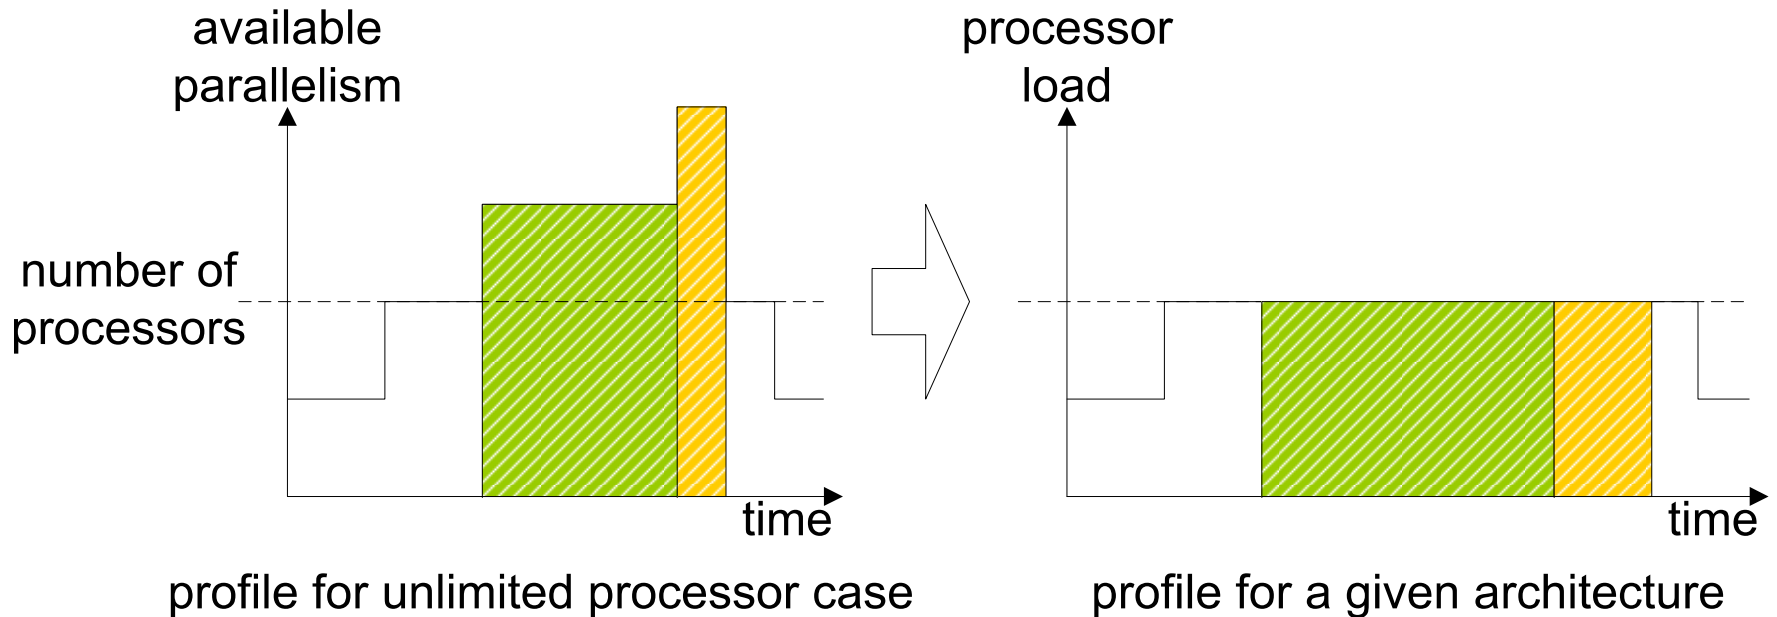 available
parallelism
number of
processors
time
profile for unlimited processor case
processor
load
time
profile for a given architecture